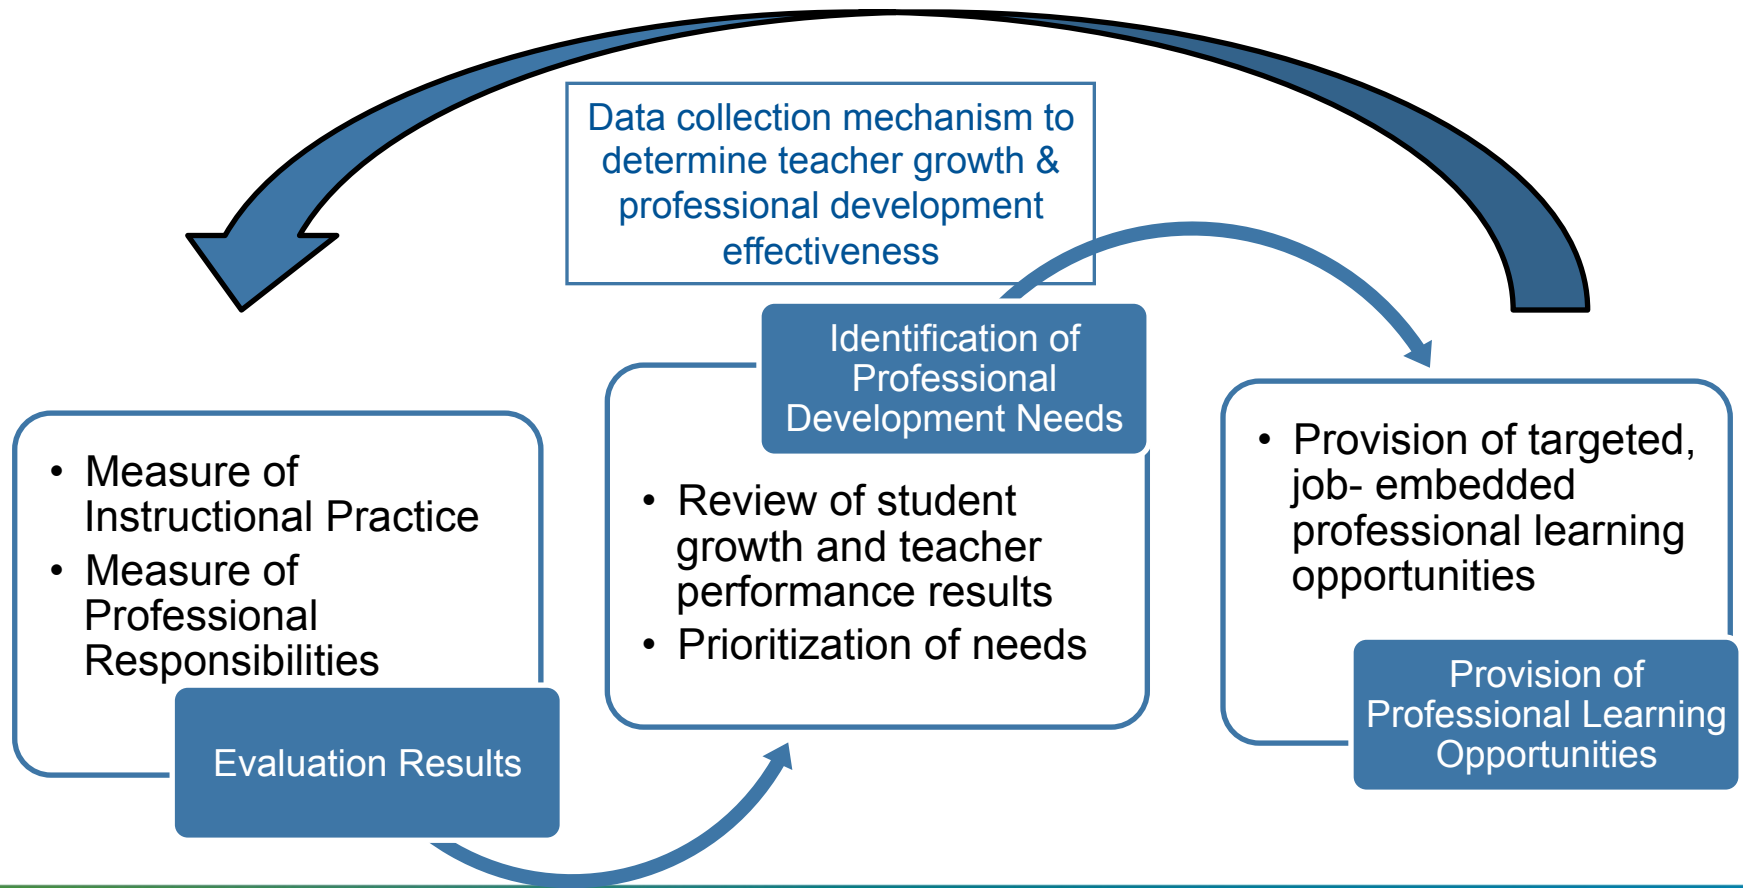 Data collection mechanism to
determine teacher growth &
professional development
effectiveness
• Measure of
Instructional Practice
• Measure of
Professional
Responsibilities
Evaluation Results
Identification of
Professional
Development Needs
• Review of student
growth and teacher
performance results
• Prioritization of needs
• Provision of targeted,
job- embedded
professional learning
opportunities
Provision of
Professional Learning
Opportunities